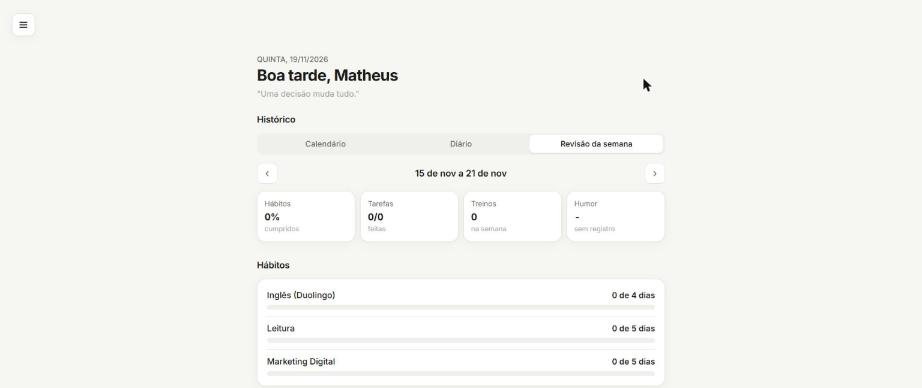 QUINTA, 19/11/2026
Boa tarde, Matheus
"Uma decisão muda tudo."
Histórico
Calendário Diário Revisão da semana
15 de nov a 21 de nov
Hábitos Tarefas Treinos Humor
0% 0/0 0 -
cumpridos feitas na semana sem registro
Hábitos
Inglês (Duolingo) 0 de 4 dias
Leitura 0 de 5 dias
Marketing Digital 0 de 5 dias